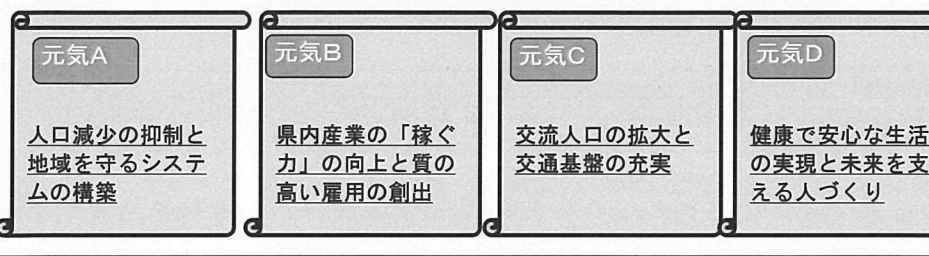 元気A
人口減少の抑制と
地域を守るシステ
ムの構築
元気B
県内産業の「稼ぐ
力」の向上と質の
高い雇用の創出
元気C
交流人口の拡大と
交通基盤の充実
元気D
健康で安心な生活
の実現と未来を支
える人づくり